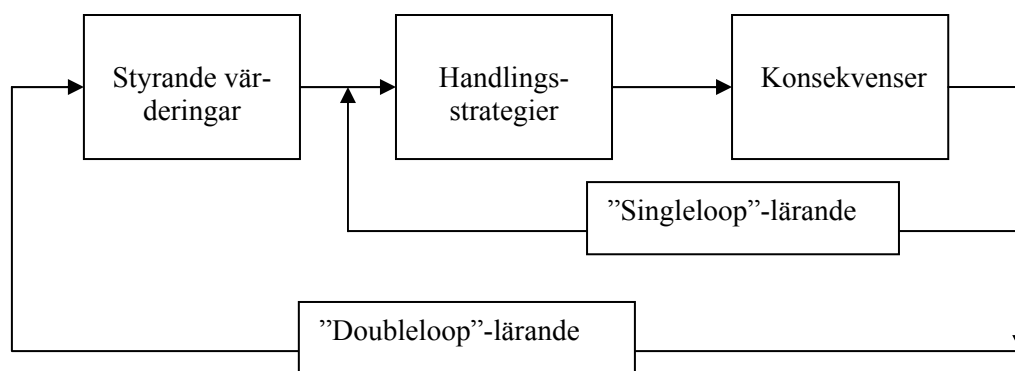 Styrande vär-
deringar
Handlings-
strategier
Konsekvenser
”Singleloop”-lärande
”Doubleloop”-lärande